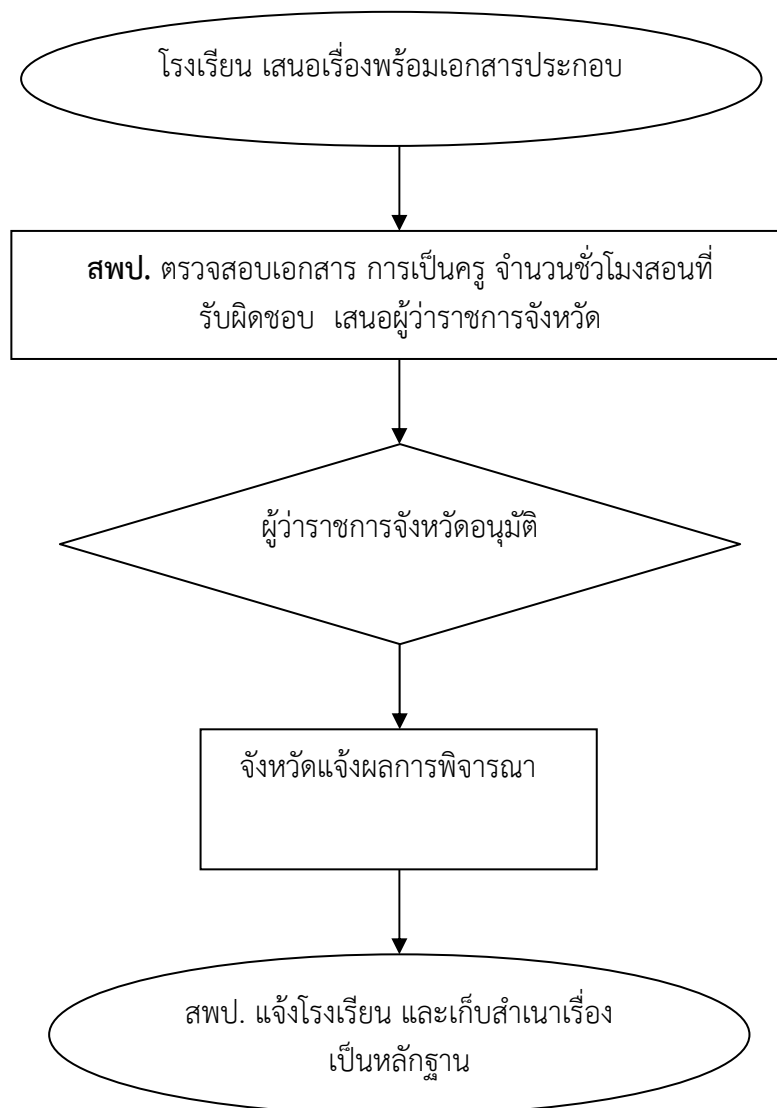 โรงเรียน เสนอเรื่องพร้อมเอกสารประกอบ
สพป. ตรวจสอบเอกสาร การเป็นครู จำนวนชั่วโมงสอนที่
รับผิดชอบ เสนอผู้ว่าราชการจังหวัด
ผู้ว่าราชการจังหวัดอนุมัติ
จังหวัดแจ้งผลการพิจารณา
สพป. แจ้งโรงเรียน และเก็บสำเนาเรื่อง
เป็นหลักฐาน